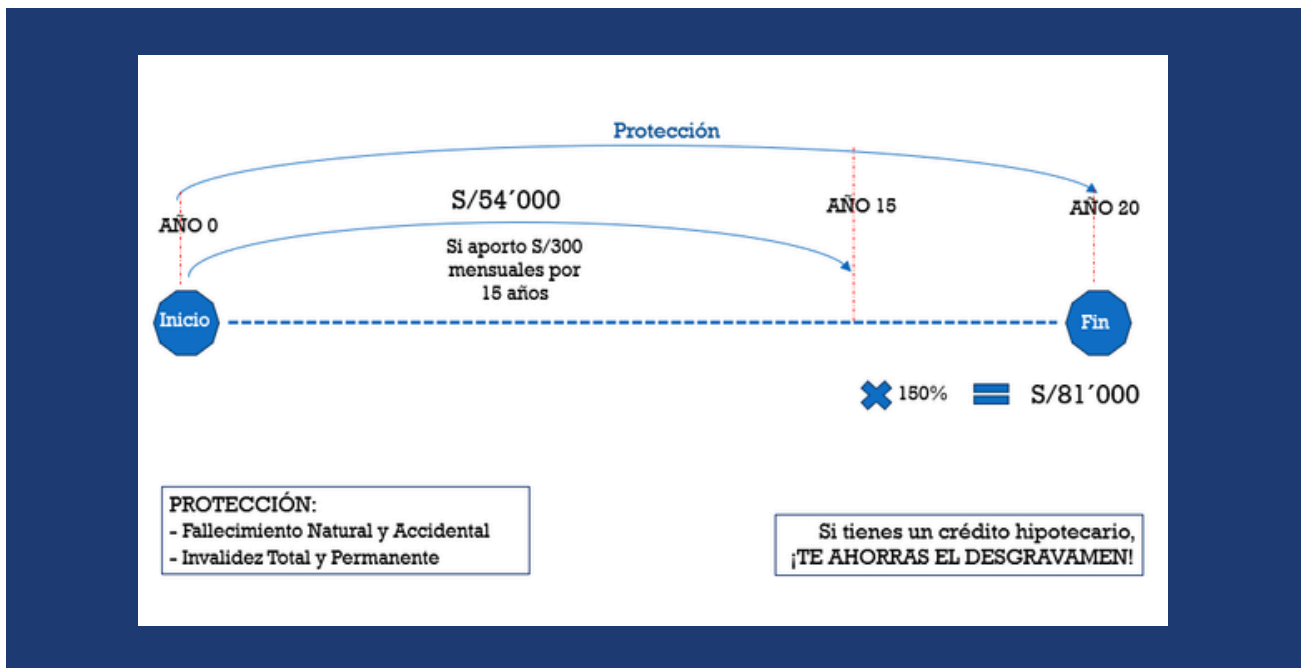 Protección
S/54´000
AÑO 0
AÑO 15
AÑO 20
Si aporto S/300
mensuales por
15 años
Inicio
Fin
150%
S/81´000
PROTECCIÓN:
- Fallecimiento Natural y Accidental
- Invalidez Total y Permanente
Si tienes un crédito hipotecario,
¡TE AHORRAS EL DESGRAVAMEN!